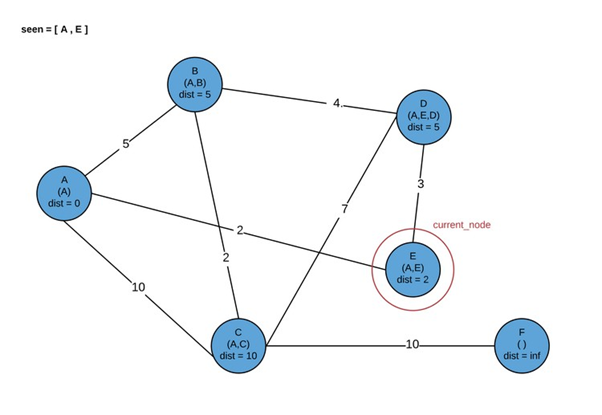 seen = [ A , E ]
B
(A,B)
dist = 5
4.
D
(A,E,D)
dist = 5
5
3
A
(A)
dist = 0
7
2
current_node
2
E
(A,E)
dist = 2
10
C
(A,C)
dist = 10
10
F
( )
dist = inf